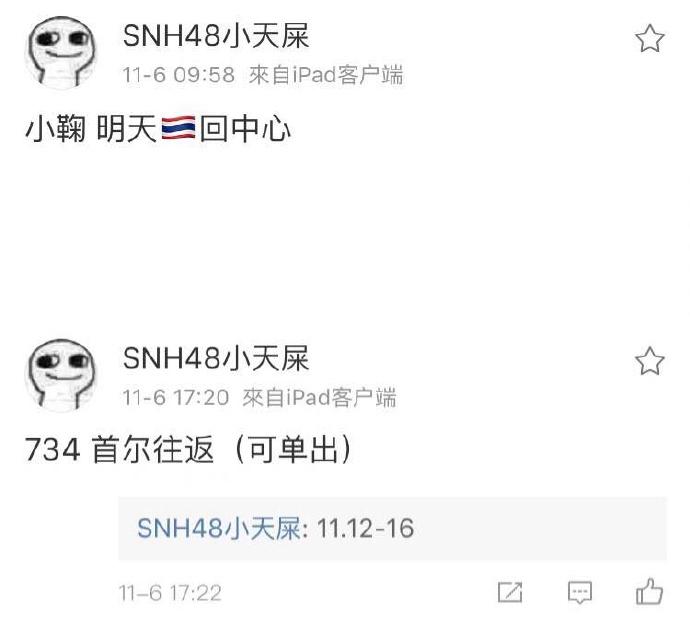 SNH48小天屎
11-6 09:58 來自iPad客户端
小鞠 明天🇹🇭回中心
SNH48小天屎
11-6 17:20 來自iPad客户端
734 首尔往返（可单出）
SNH48小天屎: 11.12-16
11-6 17:22